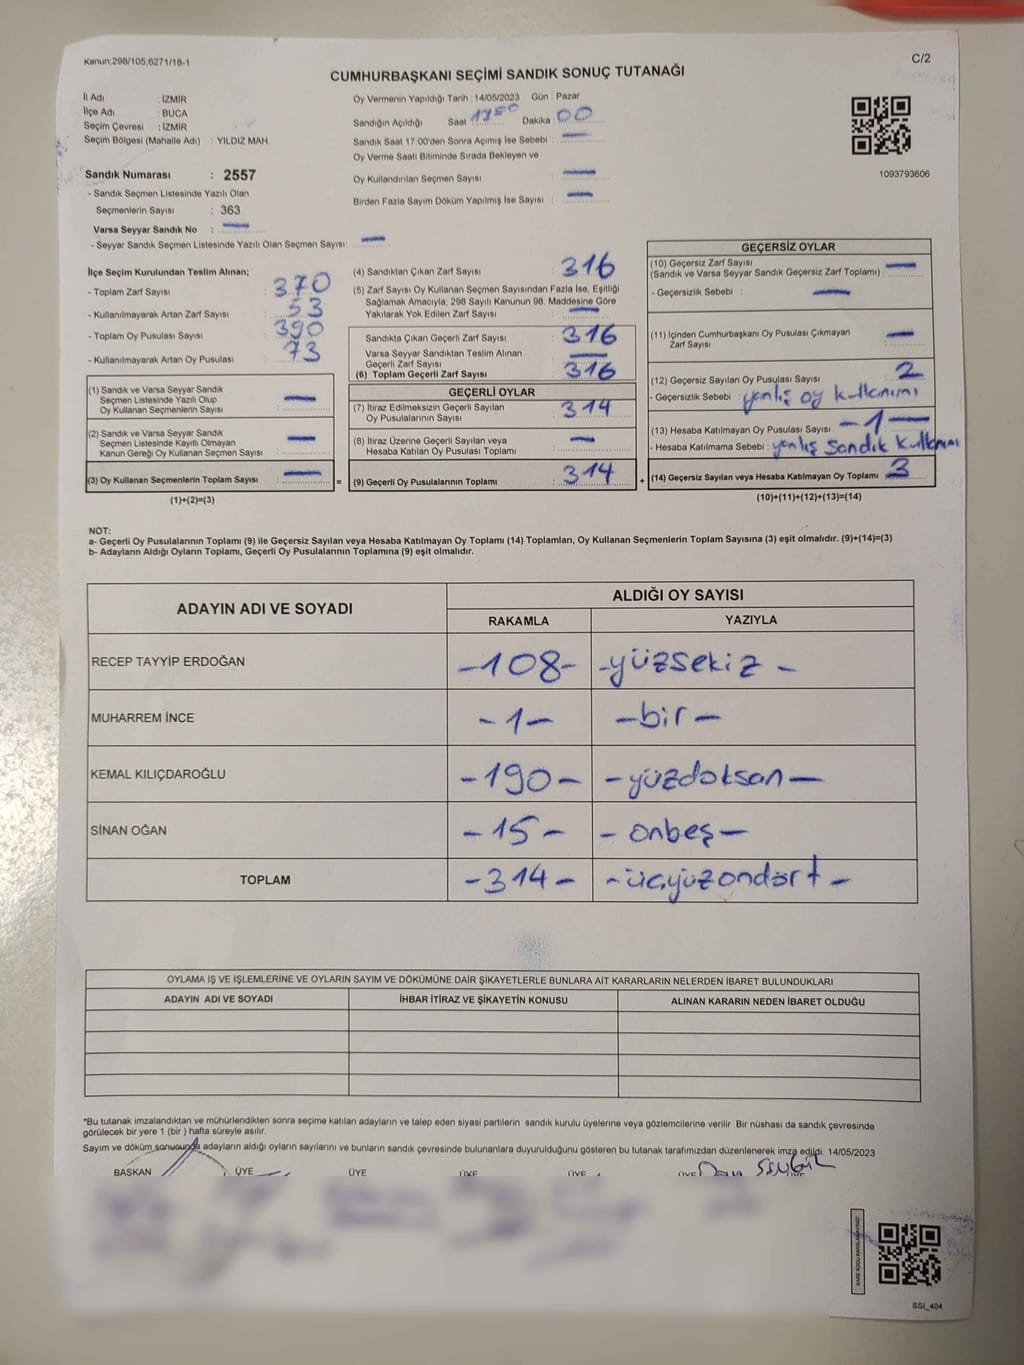 Kanun:298/105;6271/18-1
C/2
CUMHURBAŞKANI SEÇİMİ SANDIK SONUÇ TUTANAĞI
İl Adı : İZMİR
İlçe Adı : BUCA
Seçim Çevresi : İZMİR
Seçim Bölgesi (Mahalle Adı) : YILDIZ MAH.
Sandık Numarası : 2557
- Sandık Seçmen Listesinde Yazılı Olan
Seçmenlerin Sayısı : 363
Varsa Seyyar Sandık No : —
- Seyyar Sandık Seçmen Listesinde Yazılı Olan Seçmen Sayısı: —
Oy Vermenin Yapıldığı Tarih : 14/05/2023 Gün : Pazar
Sandığın Açıldığı Saat Dakika : 00
Sandık Saat 17:00'den Sonra Açımış İse Sebebi : —
Oy Verme Saati Bitiminde Sırada Bekleyen ve
Oy Kullandırılan Seçmen Sayısı : —
Birden Fazla Sayım Döküm Yapılmış İse Sayısı : —
1093793606
İlçe Seçim Kurulundan Teslim Alınan;
- Toplam Zarf Sayısı : 370
- Kullanılmayarak Artan Zarf Sayısı : 53
- Toplam Oy Pusulası Sayısı : 390
- Kullanılmayarak Artan Oy Pusulası : 73
(1) Sandık ve Varsa Seyyar Sandık
Seçmen Listesinde Yazılı Olup
Oy Kullanan Seçmenlerin Sayısı : —
(2) Sandık ve Varsa Seyyar Sandık
Seçmen Listesinde Kayıtlı Olmayan
Kanun Gereği Oy Kullanan Seçmen Sayısı : —
(3) Oy Kullanan Seçmenlerin Toplam Sayısı : — =
(1)+(2)=(3)
(4) Sandıktan Çıkan Zarf Sayısı : 316
(5) Zarf Sayısı Oy Kullanan Seçmen Sayısından Fazla İse, Eşitliği
Sağlamak Amacıyla; 298 Sayılı Kanunun 98. Maddesine Göre
Yakılarak Yok Edilen Zarf Sayısı : —
Sandıkta Çıkan Geçerli Zarf Sayısı : 316
Varsa Seyyar Sandıktan Teslim Alınan
Geçerli Zarf Sayısı : —
(6) Toplam Geçerli Zarf Sayısı : 316
GEÇERLİ OYLAR
(7) İtiraz Edilmeksizin Geçerli Sayılan
Oy Pusulalarının Sayısı : 314
(8) İtiraz Üzerine Geçerli Sayılan veya
Hesaba Katılan Oy Pusulası Toplamı : —
(9) Geçerli Oy Pusulalarının Toplamı : 314 +
GEÇERSİZ OYLAR
(10) Geçersiz Zarf Sayısı
(Sandık ve Varsa Seyyar Sandık Geçersiz Zarf Toplamı) : —
- Geçersizlik Sebebi : —
(11) İçinden Cumhurbaşkanı Oy Pusulası Çıkmayan
Zarf Sayısı : —
(12) Geçersiz Sayılan Oy Pusulası Sayısı : 2
- Geçersizlik Sebebi : yanlış oy kullanımı
(13) Hesaba Katılmayan Oy Pusulası Sayısı : -1-
- Hesaba Katılmama Sebebi : yanlış sandık kullanım
(14) Geçersiz Sayılan veya Hesaba Katılmayan Oy Toplamı : 3
(10)+(11)+(12)+(13)=(14)
NOT:
a- Geçerli Oy Pusulalarının Toplamı (9) ile Geçersiz Sayılan veya Hesaba Katılmayan Oy Toplamı (14) Toplamları, Oy Kullanan Seçmenlerin Toplam Sayısına (3) eşit olmalıdır. (9)+(14)=(3)
b- Adayların Aldığı Oyların Toplamı, Geçerli Oy Pusulalarının Toplamına (9) eşit olmalıdır.
ADAYIN ADI VE SOYADI
ALDIĞI OY SAYISI
RAKAMLA YAZIYLA
RECEP TAYYİP ERDOĞAN -108- -yüzsekiz-
MUHARREM İNCE -1- -bir-
KEMAL KILIÇDAROĞLU -190- -yüzdoksan-
SİNAN OĞAN -15- -onbeş-
TOPLAM -314- -üçyüzondört-
OYLAMA İŞ VE İŞLEMLERİNE VE OYLARIN SAYIM VE DÖKÜMÜNE DAİR ŞİKAYETLERLE BUNLARA AİT KARARLARIN NELERDEN İBARET BULUNDUKLARI
ADAYIN ADI VE SOYADI İHBAR İTİRAZ VE ŞİKAYETİN KONUSU ALINAN KARARIN NEDEN İBARET OLDUĞU
*Bu tutanak imzalandıktan ve mühürlendikten sonra seçime katılan adayların ve talep eden siyasi partilerin sandık kurulu üyelerine veya gözlemcilerine verilir .Bir nüshası da sandık çevresinde
görülecek bir yere 1 (bir ) hafta süreyle asılır.
Sayım ve döküm sonucunda adayların aldığı oyların sayılarını ve bunların sandık çevresinde bulunanlara duyurulduğunu gösteren bu tutanak tarafımızdan düzenlenerek imza edildi. 14/05/2023
BAŞKAN ÜYE ÜYE ÜYE ÜYE ÜYE
SSI_404